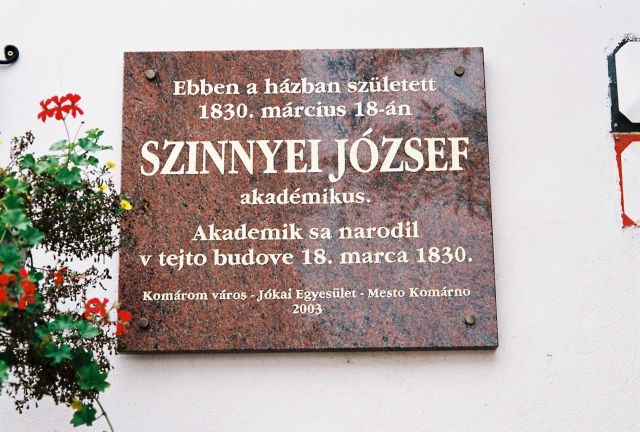 Ebben a házban született
1830. március 18-án
SZINNYEI JÓZSEF
akadémikus.
Akademik sa narodil
v tejto budove 18. marca 1830.
Komárom város - Jókai Egyesület - Mesto Komárno
2003